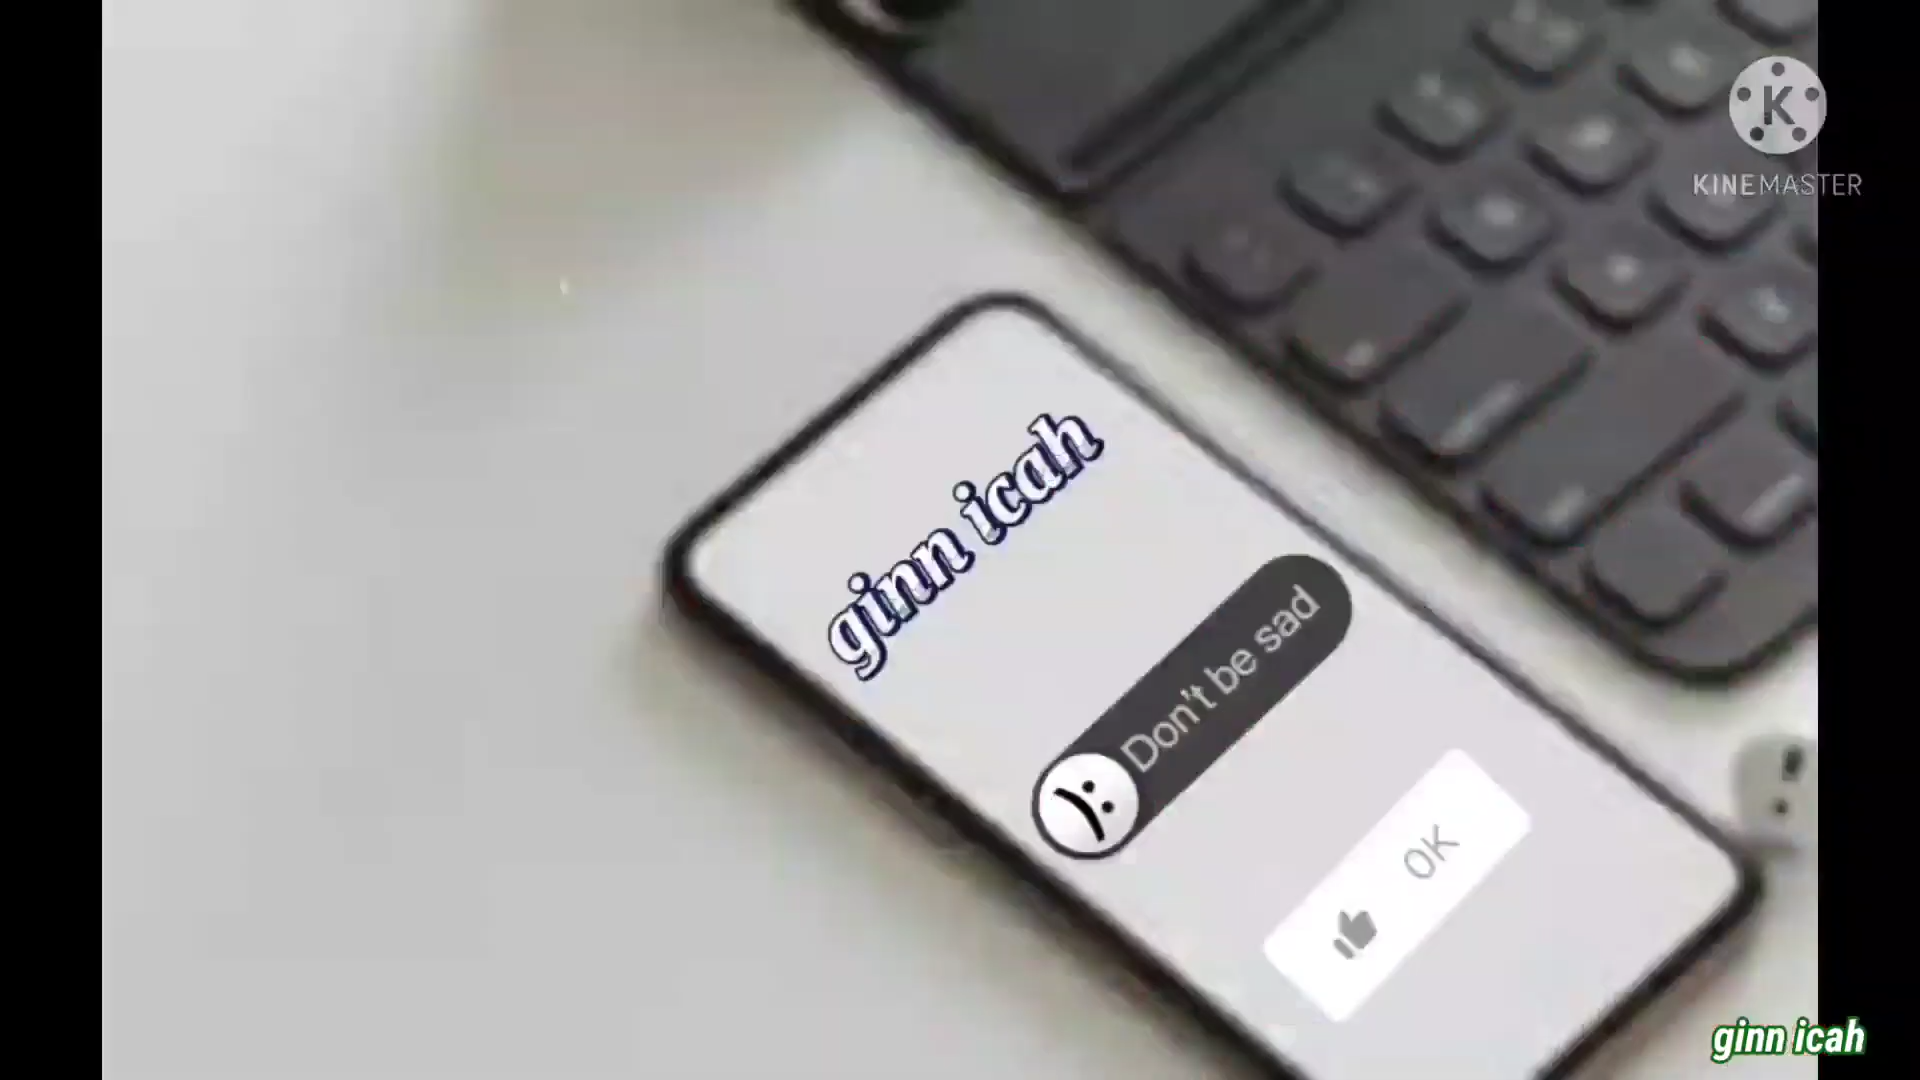 K
KINEMASTER
ginn icah
Don't be sad
OK
ginn icah